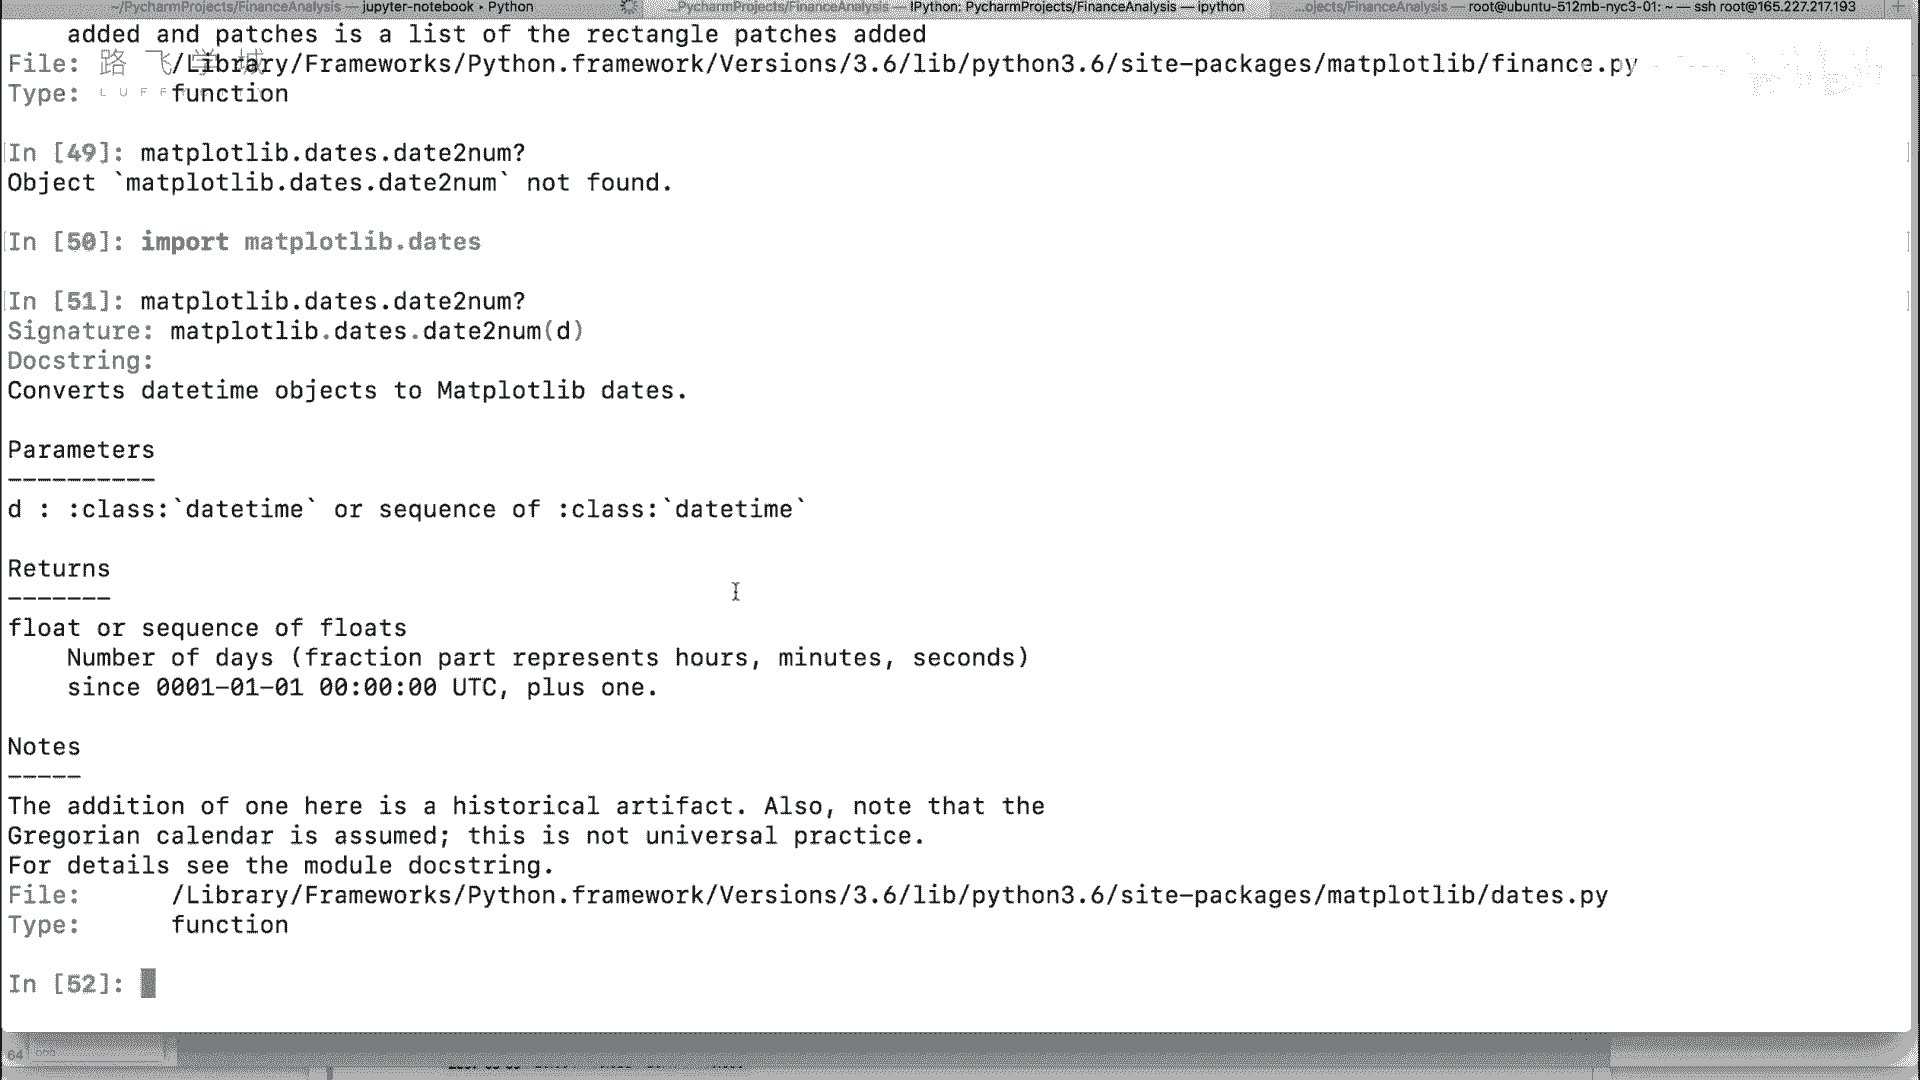 ~/PycharmProjects/FinanceAnalysis — jupyter-notebook ▸ Python
...PycharmProjects/FinanceAnalysis — IPython: PycharmProjects/FinanceAnalysis — ipython
...ojects/FinanceAnalysis — root@ubuntu-512mb-nyc3-01: ~ — ssh root@165.227.217.193
added and patches is a list of the rectangle patches added
File: /Library/Frameworks/Python.framework/Versions/3.6/lib/python3.6/site-packages/matplotlib/finance.py
路飞学城
Type: function
In [49]: matplotlib.dates.date2num?
Object `matplotlib.dates.date2num` not found.
In [50]: import matplotlib.dates
In [51]: matplotlib.dates.date2num?
Signature: matplotlib.dates.date2num(d)
Docstring:
Converts datetime objects to Matplotlib dates.
Parameters
----------
d : :class:`datetime` or sequence of :class:`datetime`
Returns
-------
float or sequence of floats
Number of days (fraction part represents hours, minutes, seconds)
since 0001-01-01 00:00:00 UTC, plus one.
Notes
-----
The addition of one here is a historical artifact. Also, note that the
Gregorian calendar is assumed; this is not universal practice.
For details see the module docstring.
File: /Library/Frameworks/Python.framework/Versions/3.6/lib/python3.6/site-packages/matplotlib/dates.py
Type: function
In [52]:
64